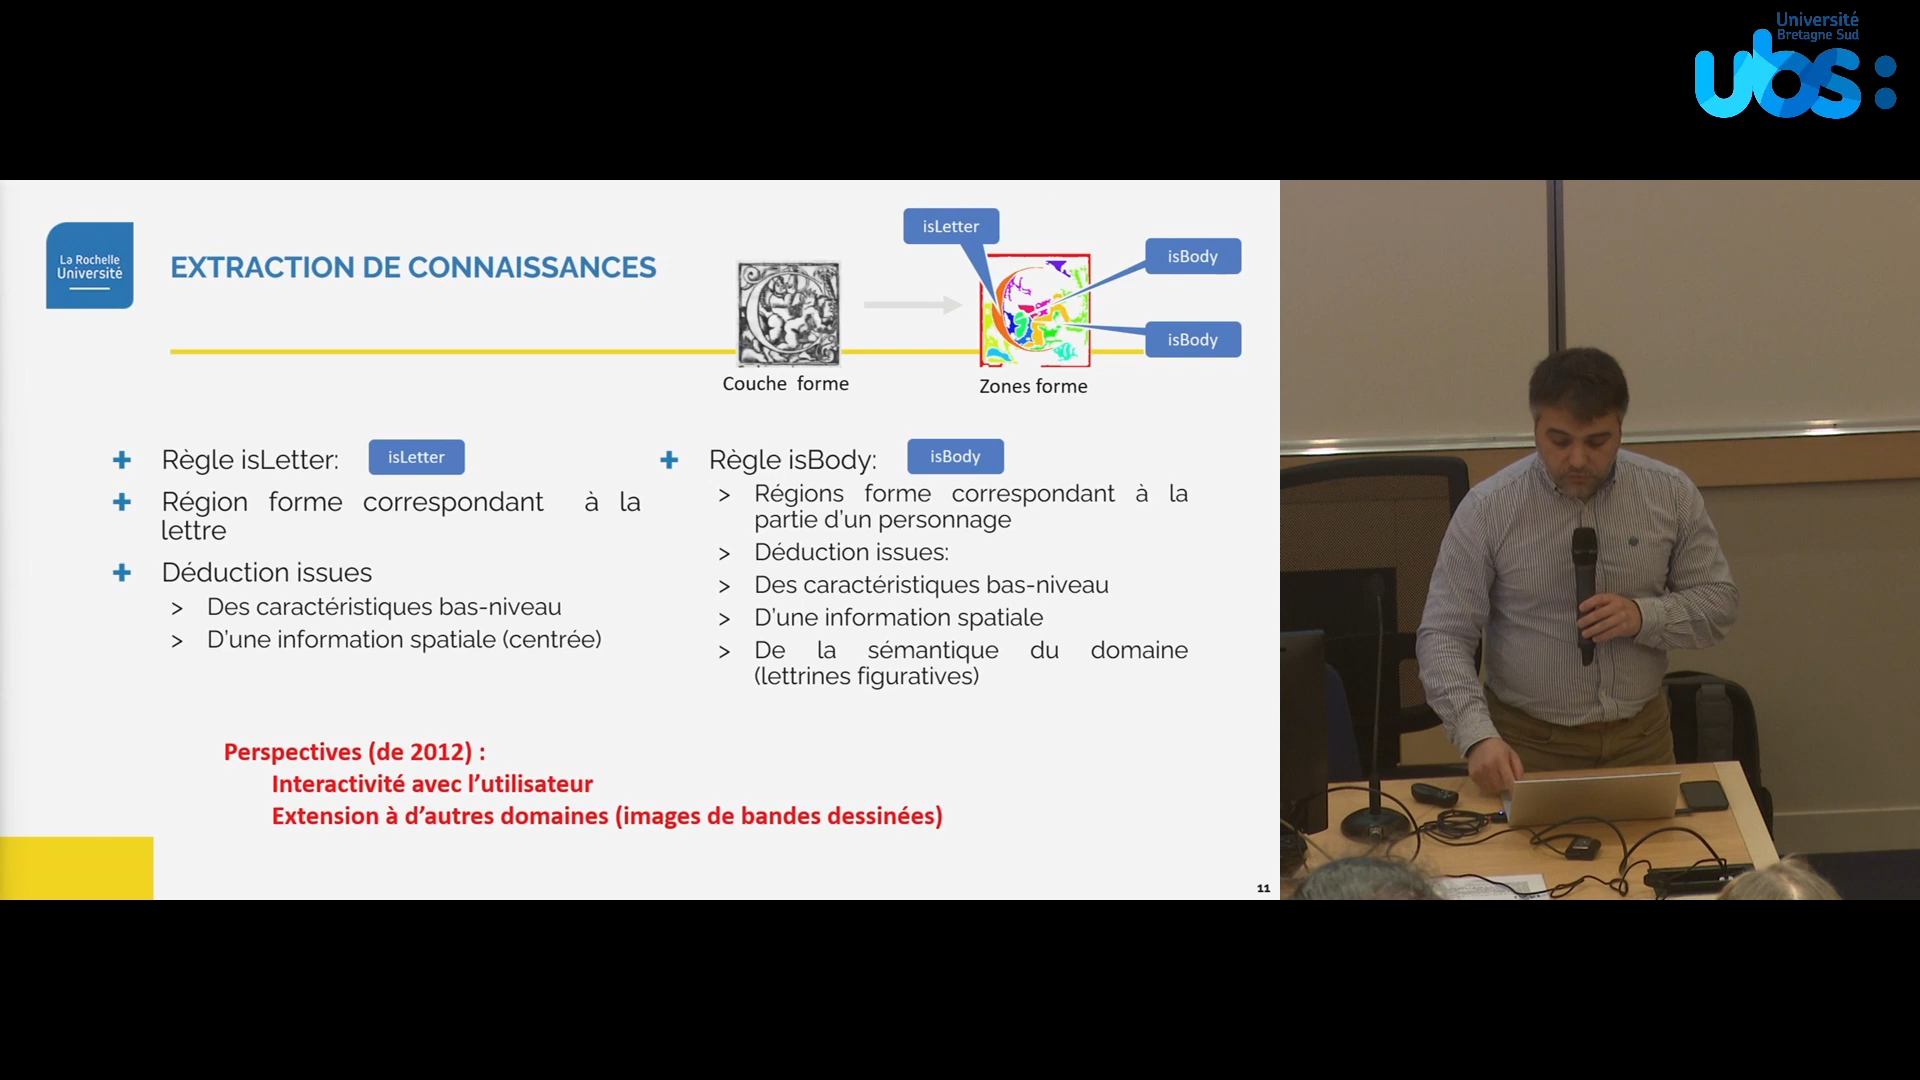 Université
Bretagne Sud
ubs:
La Rochelle
Université
EXTRACTION DE CONNAISSANCES
isLetter
isBody
isBody
Couche forme
Zones forme
Règle isLetter:
isLetter
Région forme correspondant à la
lettre
Déduction issues
> Des caractéristiques bas-niveau
> D'une information spatiale (centrée)
Règle isBody:
isBody
> Régions forme correspondant à la
partie d'un personnage
> Déduction issues:
> Des caractéristiques bas-niveau
> D'une information spatiale
> De la sémantique du domaine
(lettrines figuratives)
Perspectives (de 2012) :
Interactivité avec l'utilisateur
Extension à d'autres domaines (images de bandes dessinées)
11